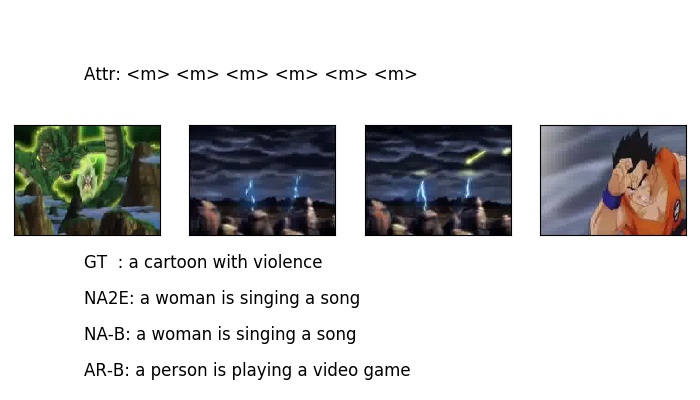 Attr: <m> <m> <m> <m> <m> <m>
GT  : a cartoon with violence
NA2E: a woman is singing a song
NA-B: a woman is singing a song
AR-B: a person is playing a video game